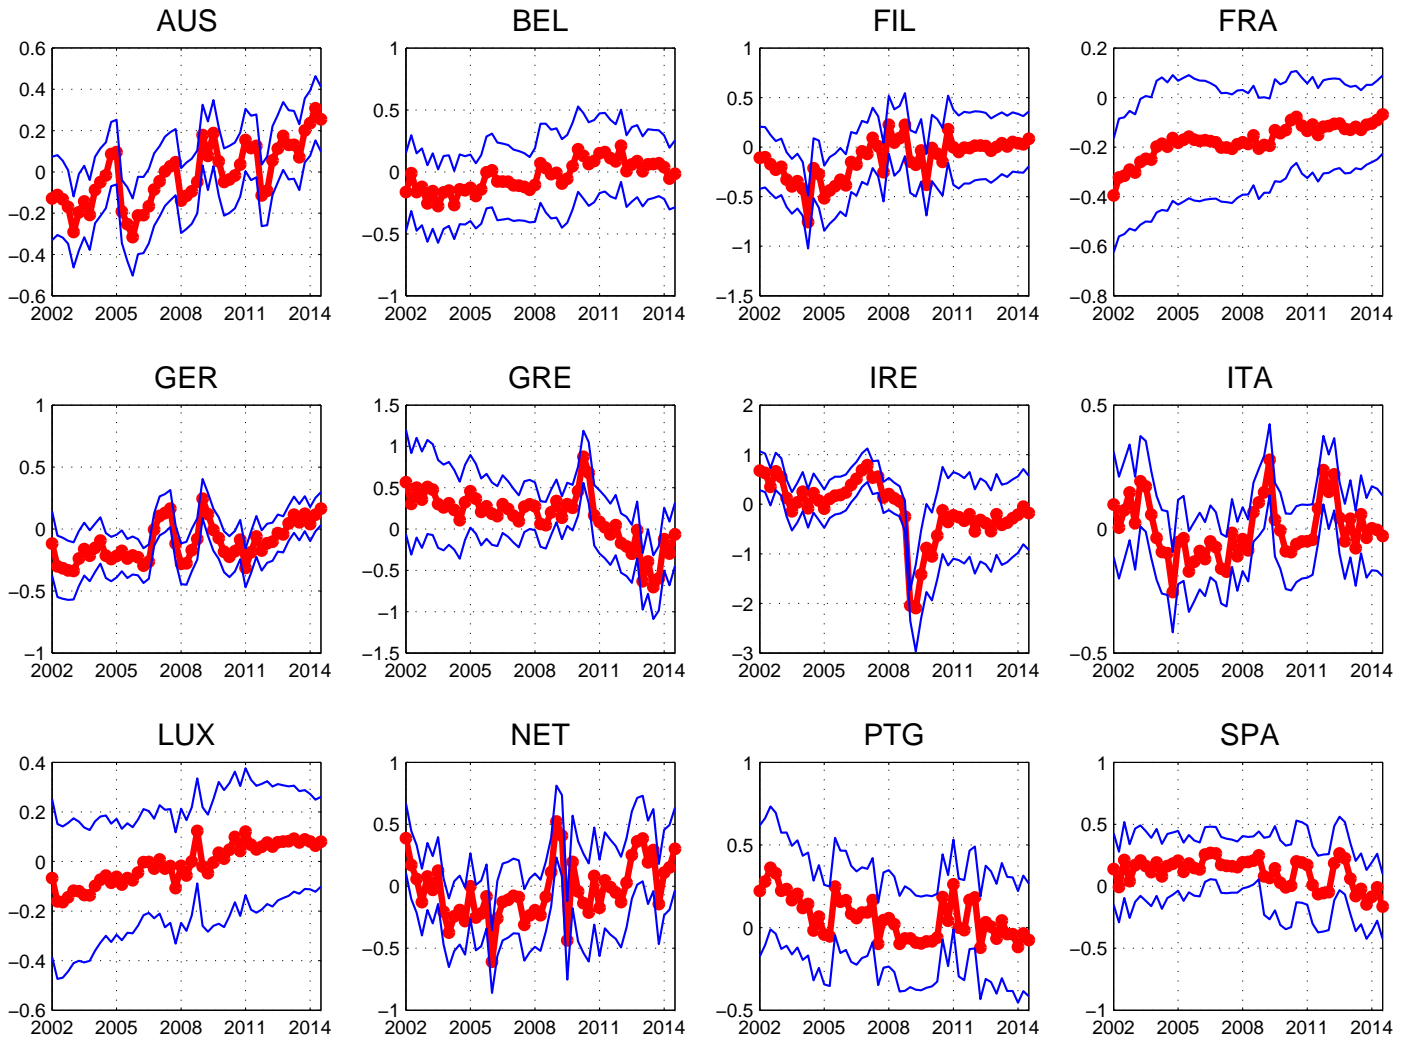 AUS BEL FIL FRA
0.6 1 1 0.2
0.4 0.5 0.5 0
0.2 0 0 −0.2
0 −0.5 −0.5 −0.4
−0.2 −1 −1 −0.6
−0.4 −1.5 −0.8
−0.6
2002 2005 2008 2011 2014 2002 2005 2008 2011 2014 2002 2005 2008 2011 2014 2002 2005 2008 2011 2014
GER GRE IRE ITA
1 1.5 2 0.5
0.5 1 1 0
0 0.5 0 −0.5
−0.5 0 −1
−1 −0.5 −2
−1 −3
−1.5
2002 2005 2008 2011 2014 2002 2005 2008 2011 2014 2002 2005 2008 2011 2014 2002 2005 2008 2011 2014
LUX NET PTG SPA
0.4 1 1 1
0.2 0.5 0.5 0.5
0 0 0 0
−0.2 −0.5 −0.5 −0.5
−0.4 −1 −1
−0.6
2002 2005 2008 2011 2014 2002 2005 2008 2011 2014 2002 2005 2008 2011 2014 2002 2005 2008 2011 2014